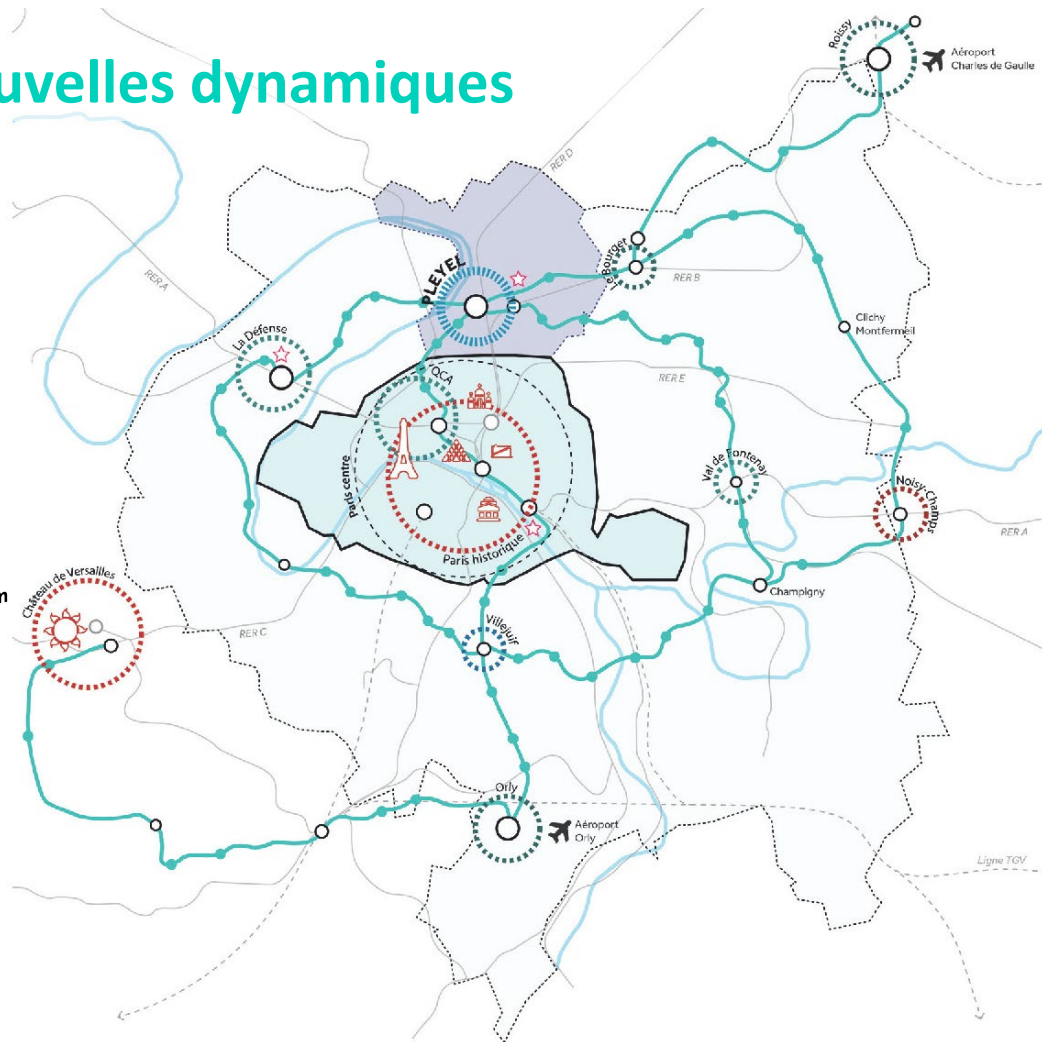 uvelles dynamiques
Roissy
Aéroport
Charles de Gaulle
RER D
RER A
PLEYEL
Le Bourget
RER B
La Défense
Clichy
Montfermeil
QCA
RER E
Paris centre
Val de Fontenay
Noisy-Champs
RER A
Paris historique
Champigny
Château de Versailles
RER C
Villejuif
Orly
Aéroport
Orly
Ligne TGV